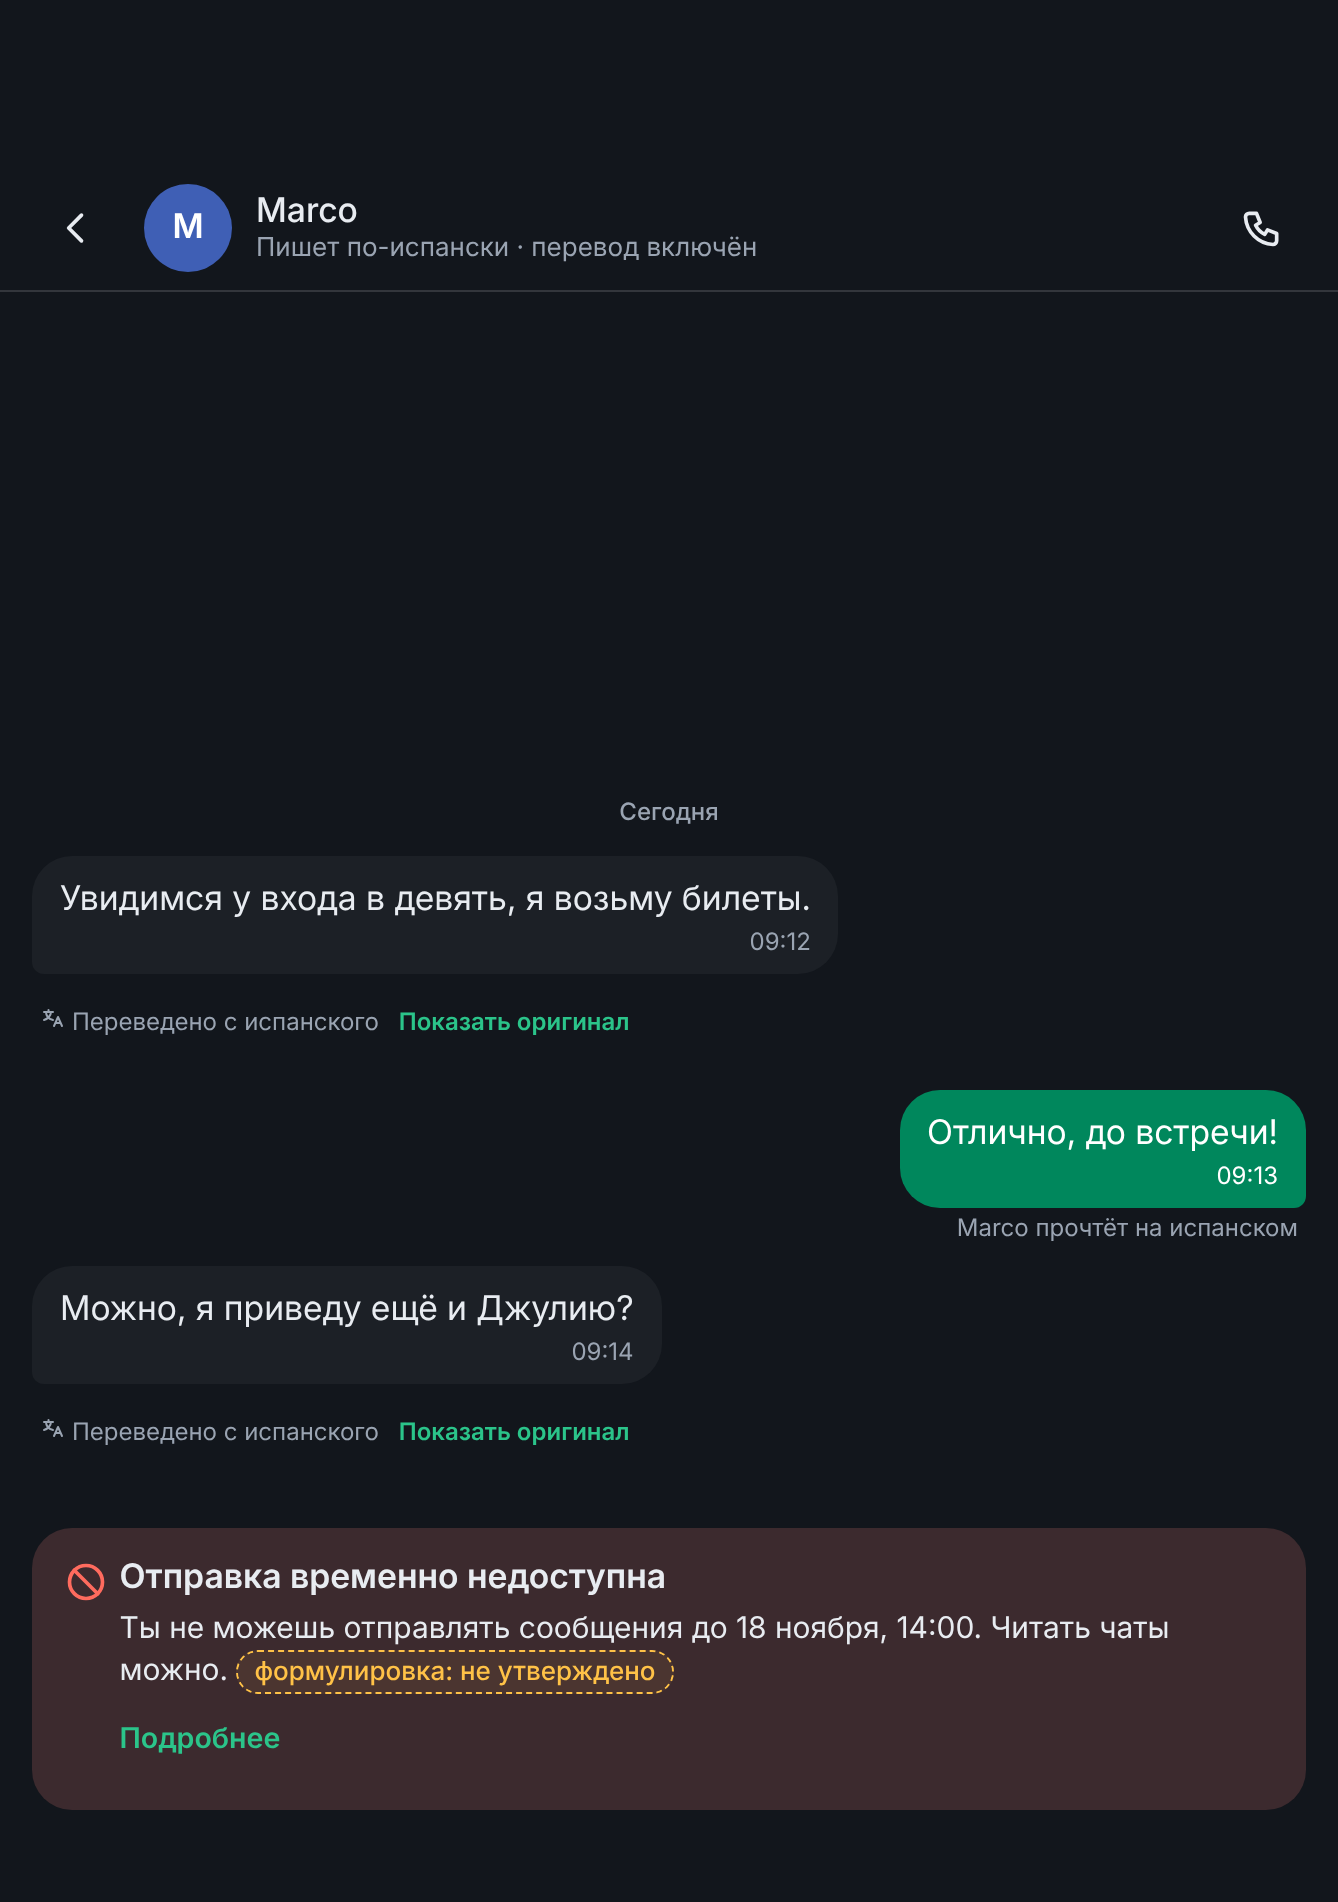 M
Marco
Пишет по-испански · перевод включён
Сегодня
Увидимся у входа в девять, я возьму билеты.
09:12
Переведено с испанского Показать оригинал
Отлично, до встречи!
09:13
Marco прочтёт на испанском
Можно, я приведу ещё и Джулию?
09:14
Переведено с испанского Показать оригинал
Отправка временно недоступна
Ты не можешь отправлять сообщения до 18 ноября, 14:00. Читать чаты
можно. формулировка: не утверждено
Подробнее